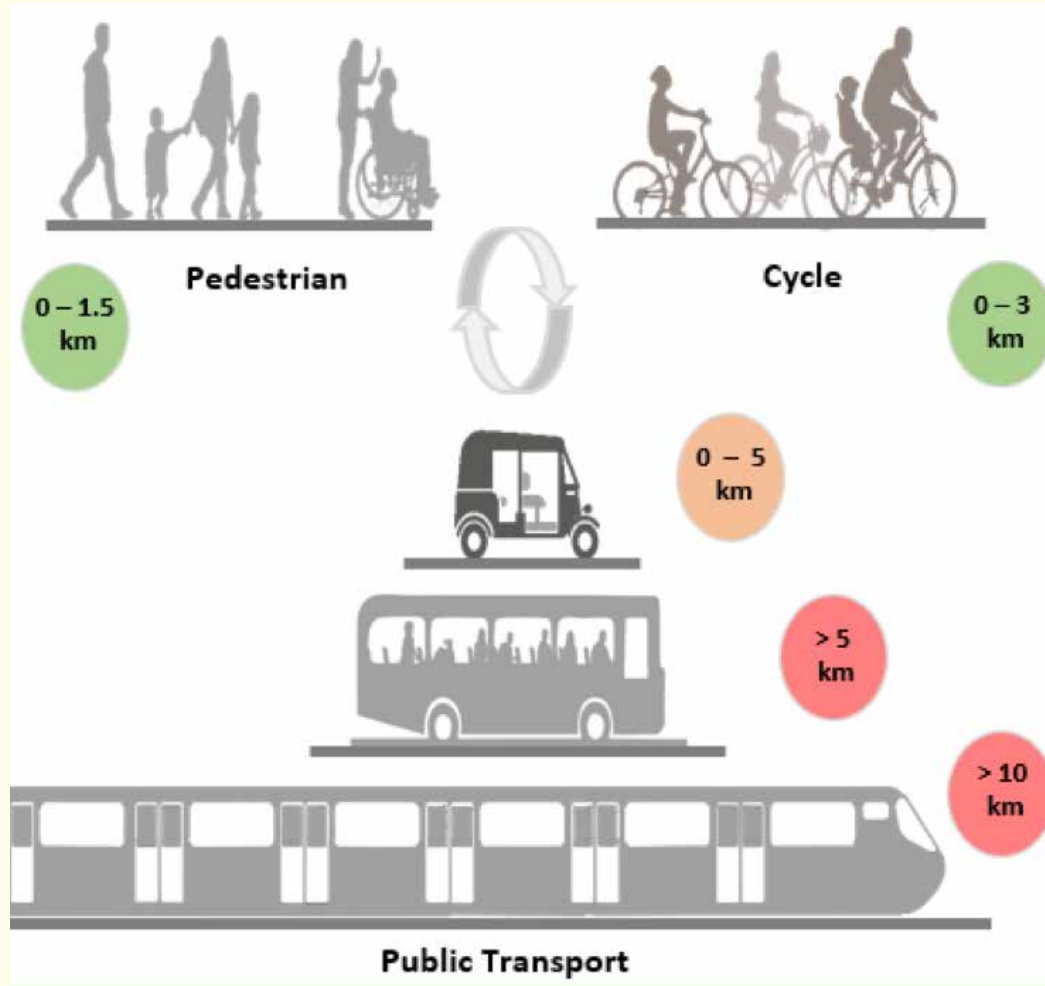 Pedestrian
Cycle
0 – 1.5
km
0 – 3
km
0 – 5
km
> 5
km
> 10
km
Public Transport